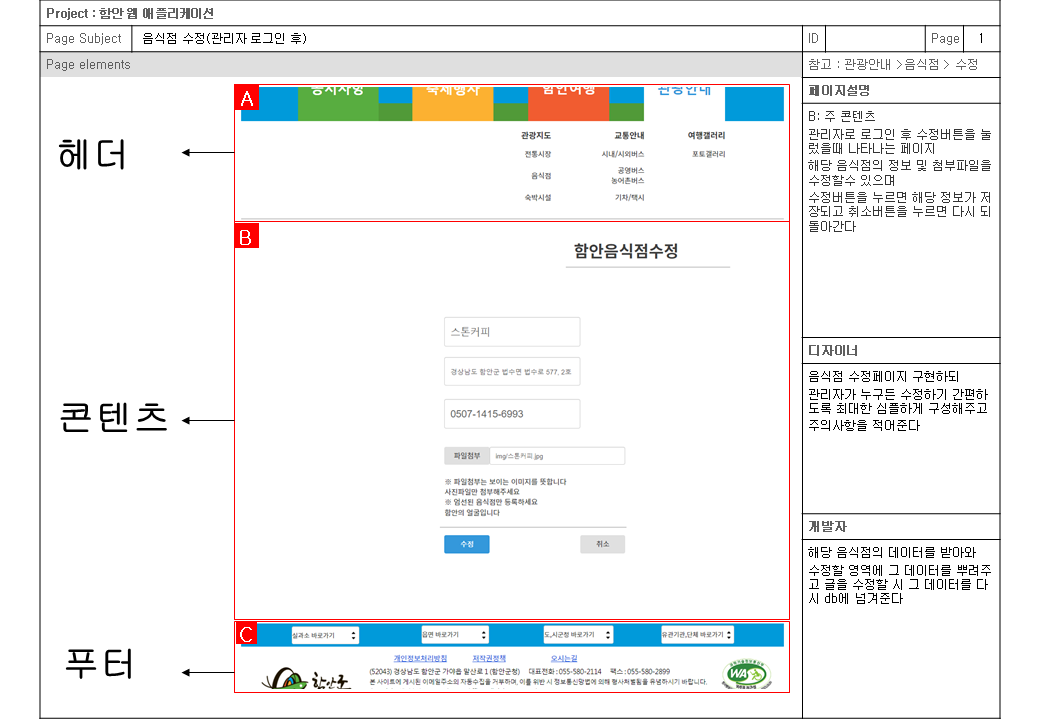 Project : 함안 웹 애플리케이션
Page Subject 음식점 수정(관리자 로그인 후) ID Page 1
Page elements 참고 : 관광안내 >음식점 > 수정
A 공지사항 축제행사 함안여행 관광안내
헤더
관광지도 교통안내 여행갤러리
전통시장 시내/시외버스 포토갤러리
음식점 공영버스
농어촌버스
숙박시설 기차/택시
B
함안음식점수정
콘텐츠
스톤커피
경상남도 함안군 법수면 법수로 577, 2호
0507-1415-6993
파일첨부 img/스톤커피.jpg
※ 파일첨부는 보이는 이미지를 뜻합니다
사진파일만 첨부해주세요
※ 엄선된 음식점만 등록하세요
함안의 얼굴입니다
수정 취소
푸터
C 실과소 바로가기 읍면 바로가기 도,시군청 바로가기 유관기관,단체 바로가기
개인정보처리방침 저작권정책 오시는길
함안군
(52043) 경상남도 함안군 가야읍 말산로 1 (함안군청) 대표전화 : 055-580-2114 팩스 : 055-580-2899
본 사이트에 게시된 이메일주소의 자동수집을 거부하며, 이를 위반 시 정보통신망법에 의해 형사처벌됨을 유념하시기 바랍니다.
WA
페이지설명
B: 주 콘텐츠
관리자로 로그인 후 수정버튼을 눌
렀을때 나타나는 페이지
해당 음식점의 정보 및 첨부파일을
수정할수 있으며
수정버튼을 누르면 해당 정보가 저
장되고 취소버튼을 누르면 다시 되
돌아간다
디자이너
음식점 수정페이지 구현하되
관리자가 누구든 수정하기 간편하
도록 최대한 심플하게 구성해주고
주의사항을 적어준다
개발자
해당 음식점의 데이터를 받아와
수정할 영역에 그 데이터를 뿌려주
고 글을 수정할 시 그 데이터를 다
시 db에 넘겨준다